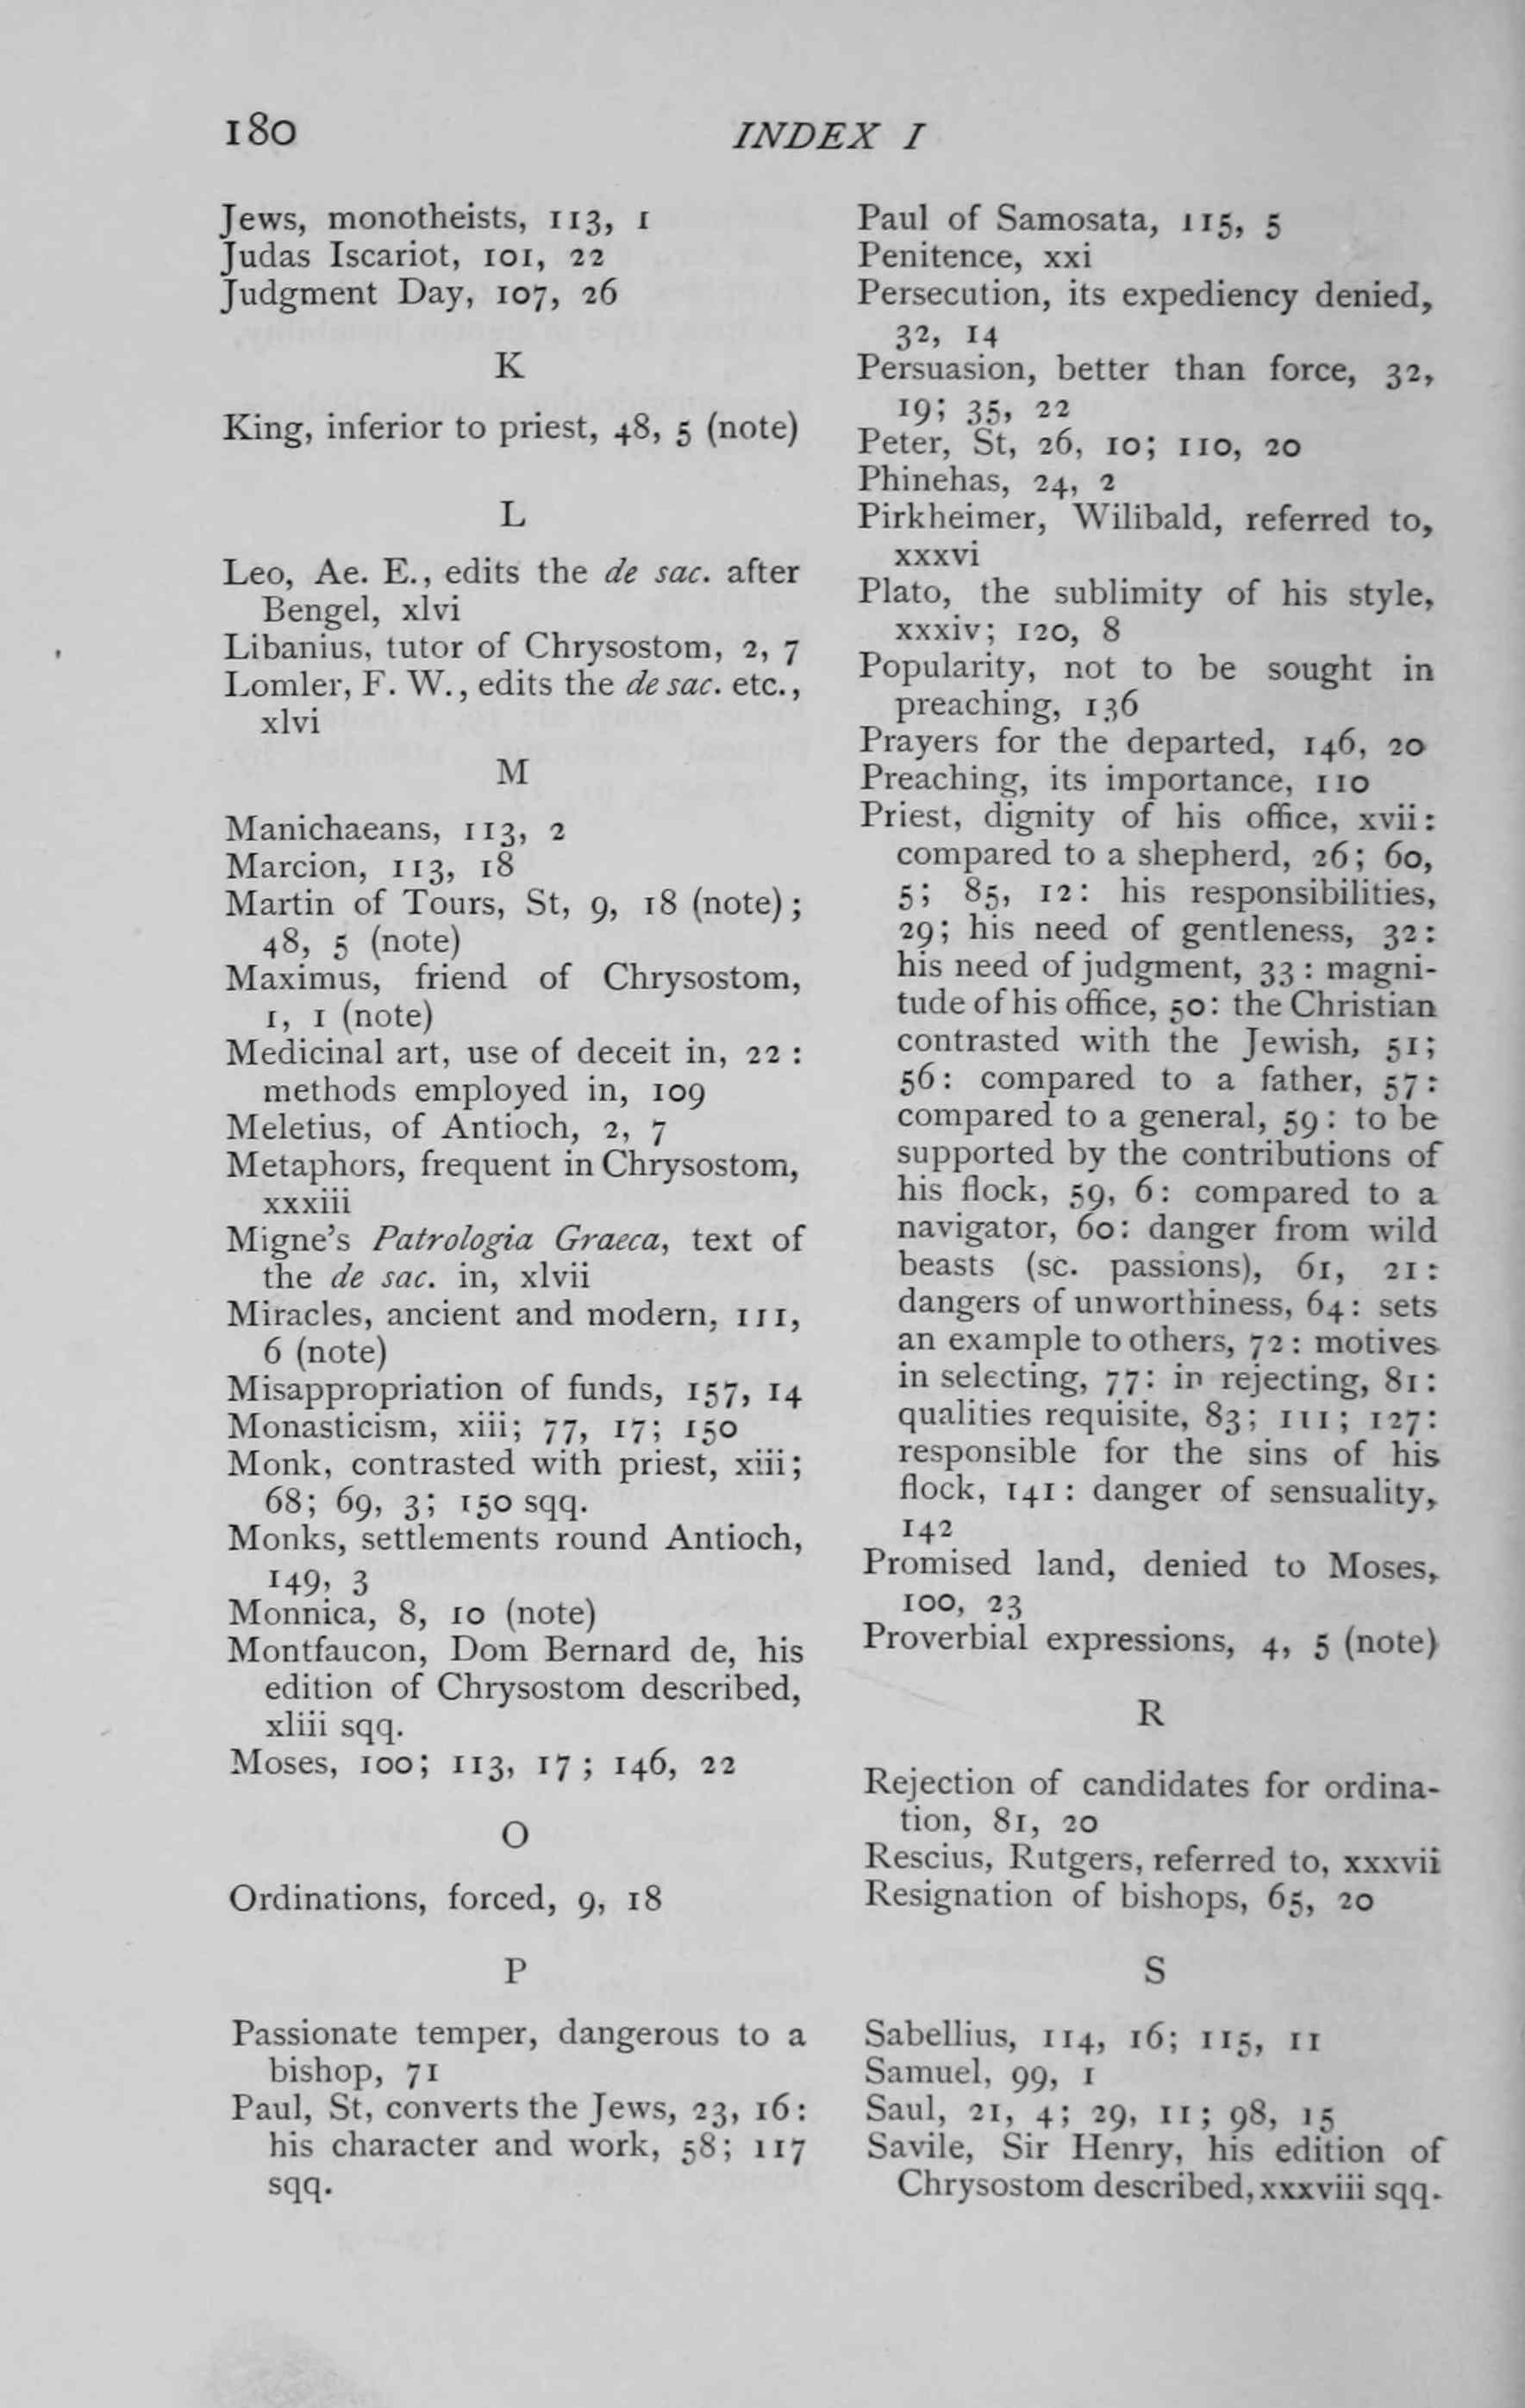 180
INDEX I
Jews, monotheists, 113, 1
Judas Iscariot, 101, 22
Judgment Day, 107, 26
K
King, inferior to priest, 48, 5 (note)
L
Leo, Ae. E., edits the de sac. after
Bengel, xlvi
Libanius, tutor of Chrysostom, 2, 7
Lomler, F. W., edits the de sac. etc.,
xlvi
M
Manichaeans, 113, 2
Marcion, 113, 18
Martin of Tours, St, 9, 18 (note);
48, 5 (note)
Maximus, friend of Chrysostom,
1, 1 (note)
Medicinal art, use of deceit in, 22:
methods employed in, 109
Meletius, of Antioch, 2, 7
Metaphors, frequent in Chrysostom,
xxxiii
Migne's Patrologia Graeca, text of
the de sac. in, xlvii
Miracles, ancient and modern, 111,
6 (note)
Misappropriation of funds, 157, 14
Monasticism, xiii; 77, 17; 150
Monk, contrasted with priest, xiii;
68; 69, 3; 150 sqq.
Monks, settlements round Antioch,
149, 3
Monnica, 8, 10 (note)
Montfaucon, Dom Bernard de, his
edition of Chrysostom described,
xliii sqq.
Moses, 100; 113, 17; 146, 22
O
Ordinations, forced, 9, 18
P
Passionate temper, dangerous to a
bishop, 71
Paul, St, converts the Jews, 23, 16:
his character and work, 58; 117
sqq.
Paul of Samosata, 115, 5
Penitence, xxi
Persecution, its expediency denied,
32, 14
Persuasion, better than force, 32,
19; 35, 22
Peter, St, 26, 10; 110, 20
Phinehas, 24, 2
Pirkheimer, Wilibald, referred to,
xxxvi
Plato, the sublimity of his style,
xxxiv; 120, 8
Popularity, not to be sought in
preaching, 136
Prayers for the departed, 146, 20
Preaching, its importance, 110
Priest, dignity of his office, xvii:
compared to a shepherd, 26; 60,
5; 85, 12: his responsibilities,
29; his need of gentleness, 32:
his need of judgment, 33: magni-
tude of his office, 50: the Christian
contrasted with the Jewish, 51;
56: compared to a father, 57:
compared to a general, 59: to be
supported by the contributions of
his flock, 59, 6: compared to a
navigator, 60: danger from wild
beasts (sc. passions), 61, 21:
dangers of unworthiness, 64: sets
an example to others, 72: motives
in selecting, 77: in rejecting, 81:
qualities requisite, 83; 111; 127:
responsible for the sins of his
flock, 141: danger of sensuality,
142
Promised land, denied to Moses,
100, 23
Proverbial expressions, 4, 5 (note)
R
Rejection of candidates for ordina-
tion, 81, 20
Rescius, Rutgers, referred to, xxxvii
Resignation of bishops, 65, 20
S
Sabellius, 114, 16; 115, 11
Samuel, 99, 1
Saul, 21, 4; 29, 11; 98, 15
Savile, Sir Henry, his edition of
Chrysostom described, xxxviii sqq.